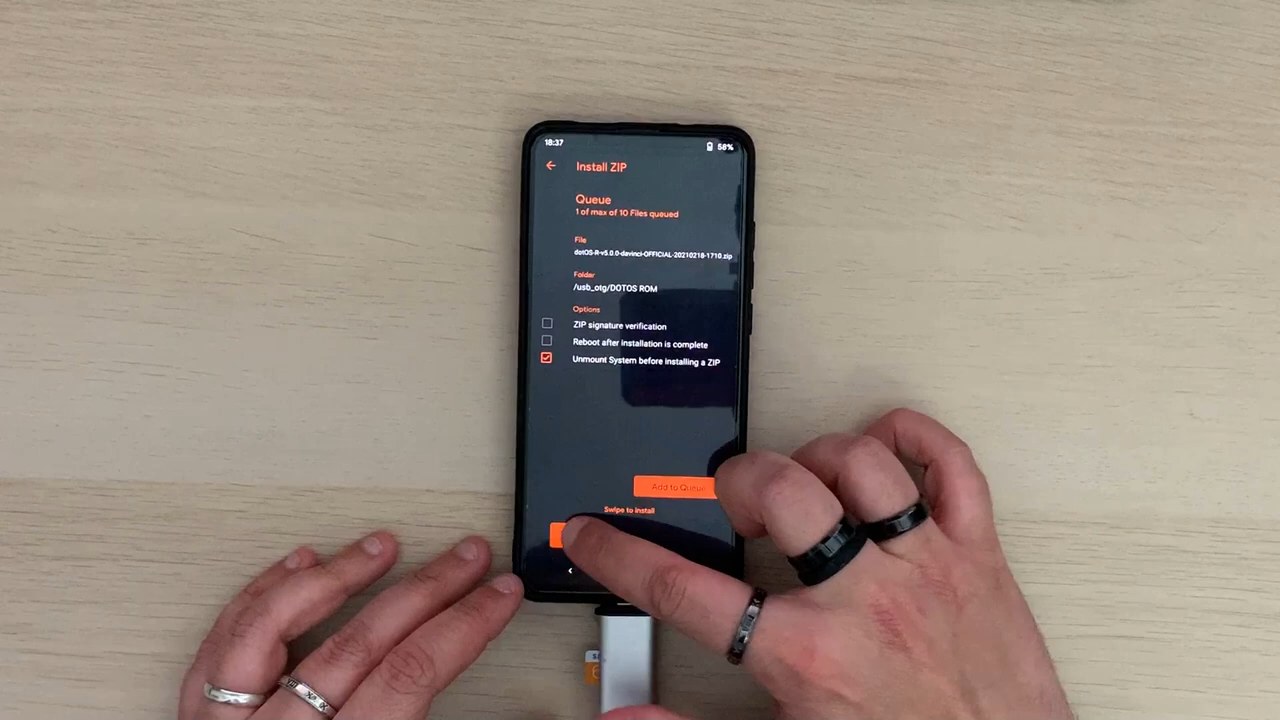 18:37
58%
Install ZIP
Queue
1 of max of 10 Files queued
File
dotOS-R-v5.0.0-davinci-OFFICIAL-20210218-1710.zip
Folder
/usb_otg/DOTOS ROM
Options
ZIP signature verification
Reboot after installation is complete
Unmount System before installing a ZIP
Add to Queue
Swipe to install